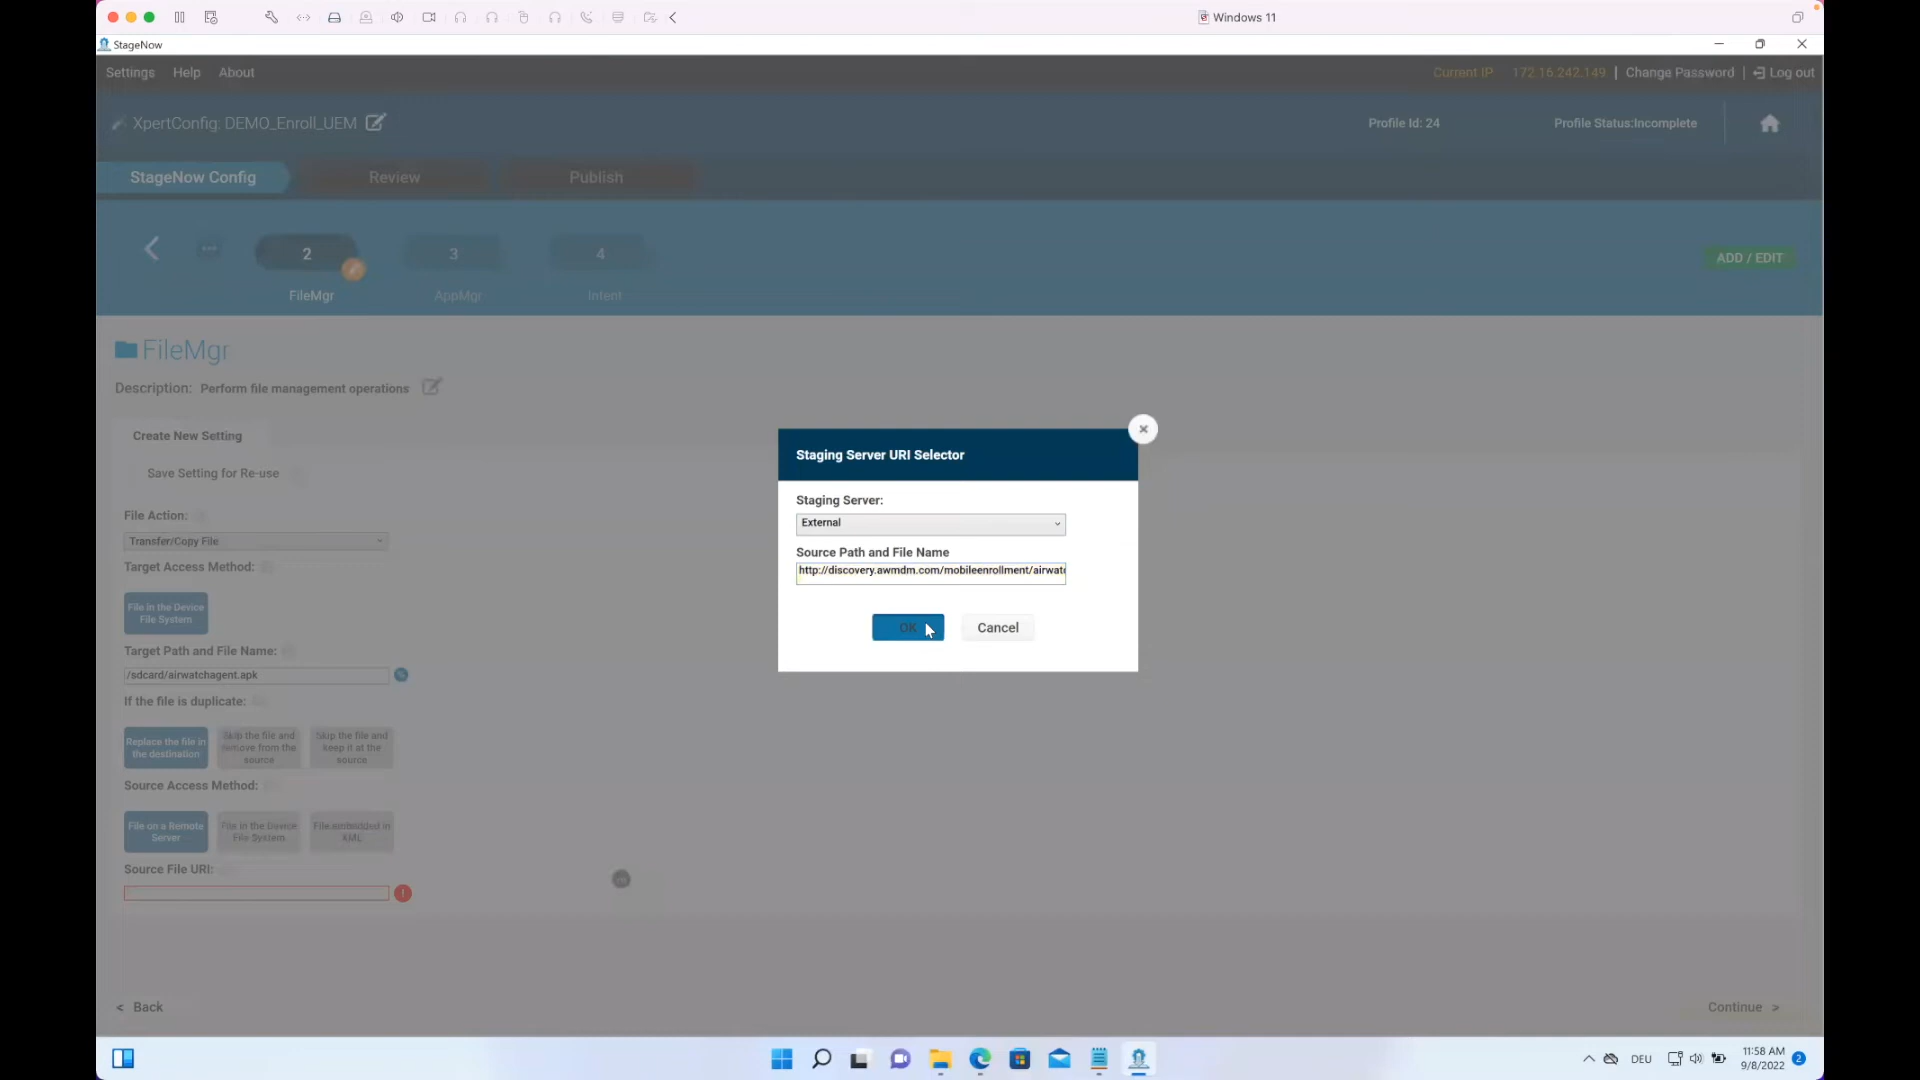 Windows 11
StageNow
Settings Help About
Current IP 172.16.242.149 | Change Password | Log out
XpertConfig: DEMO_Enroll_UEM
Profile Id: 24
Profile Status:Incomplete
StageNow Config
Review
Publish
2
3
4
FileMgr
AppMgr
Intent
ADD / EDIT
FileMgr
Description: Perform file management operations
Create New Setting
Save Setting for Re-use
File Action:
Transfer/Copy File
Target Access Method:
File in the Device
File System
Target Path and File Name:
/sdcard/airwatchagent.apk
If the file is duplicate:
Replace the file in
the destination
Skip the file and
remove from the
source
Skip the file and
keep it at the
source
Source Access Method:
File on a Remote
Server
File in the Device
File System
File embedded in
XML
Source File URI:
Staging Server URI Selector
Staging Server:
External
Source Path and File Name
http://discovery.awmdm.com/mobileenrollment/airwat
OK
Cancel
< Back
Continue >
DEU
11:58 AM
9/8/2022
2